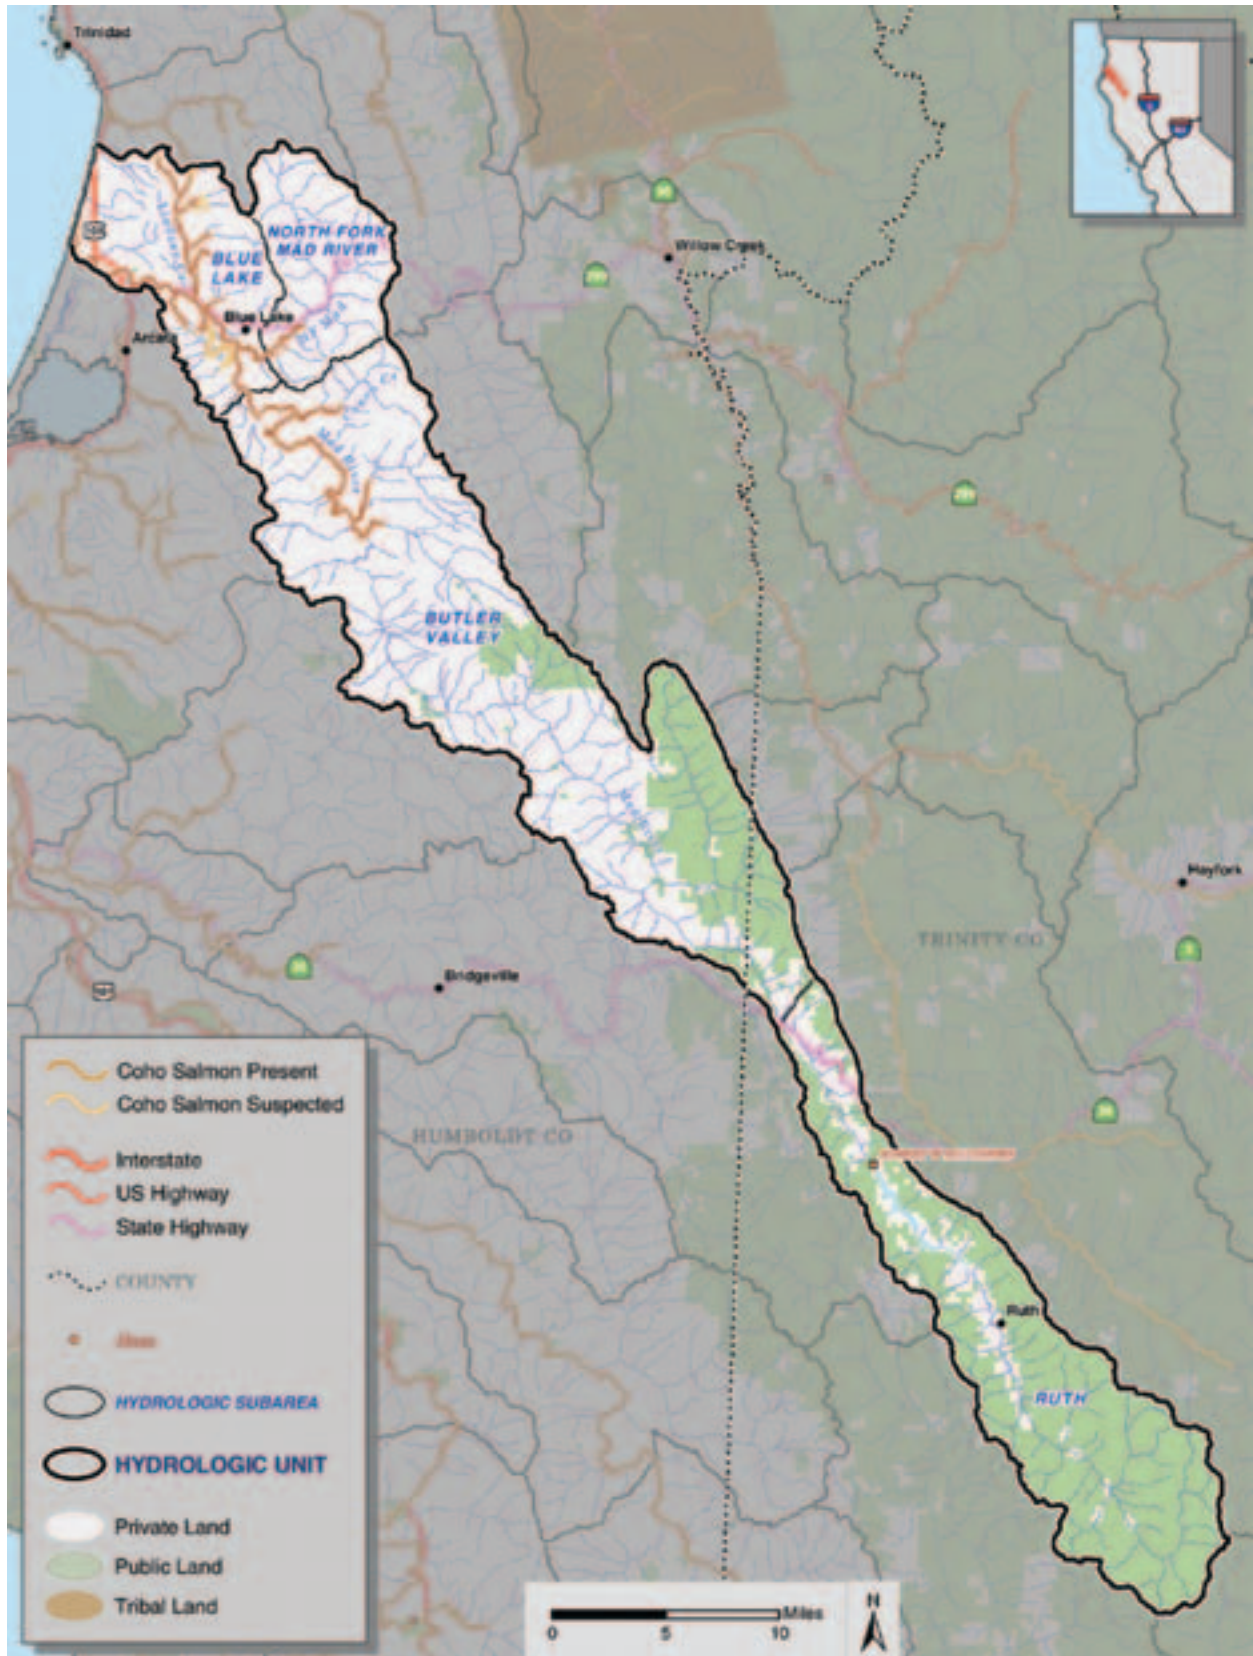 Trinidad
NORTH FORK
MAD RIVER
BLUE
LAKE
Willow Creek
Blue Lake
Arcata
Mad River
BUTLER
VALLEY
Hayfork
TRINITY CO
Bridgeville
HUMBOLDT CO
Ruth
RUTH
Coho Salmon Present
Coho Salmon Suspected
Interstate
US Highway
State Highway
COUNTY
HYDROLOGIC SUBAREA
HYDROLOGIC UNIT
Private Land
Public Land
Tribal Land
N
Miles
0 5 10